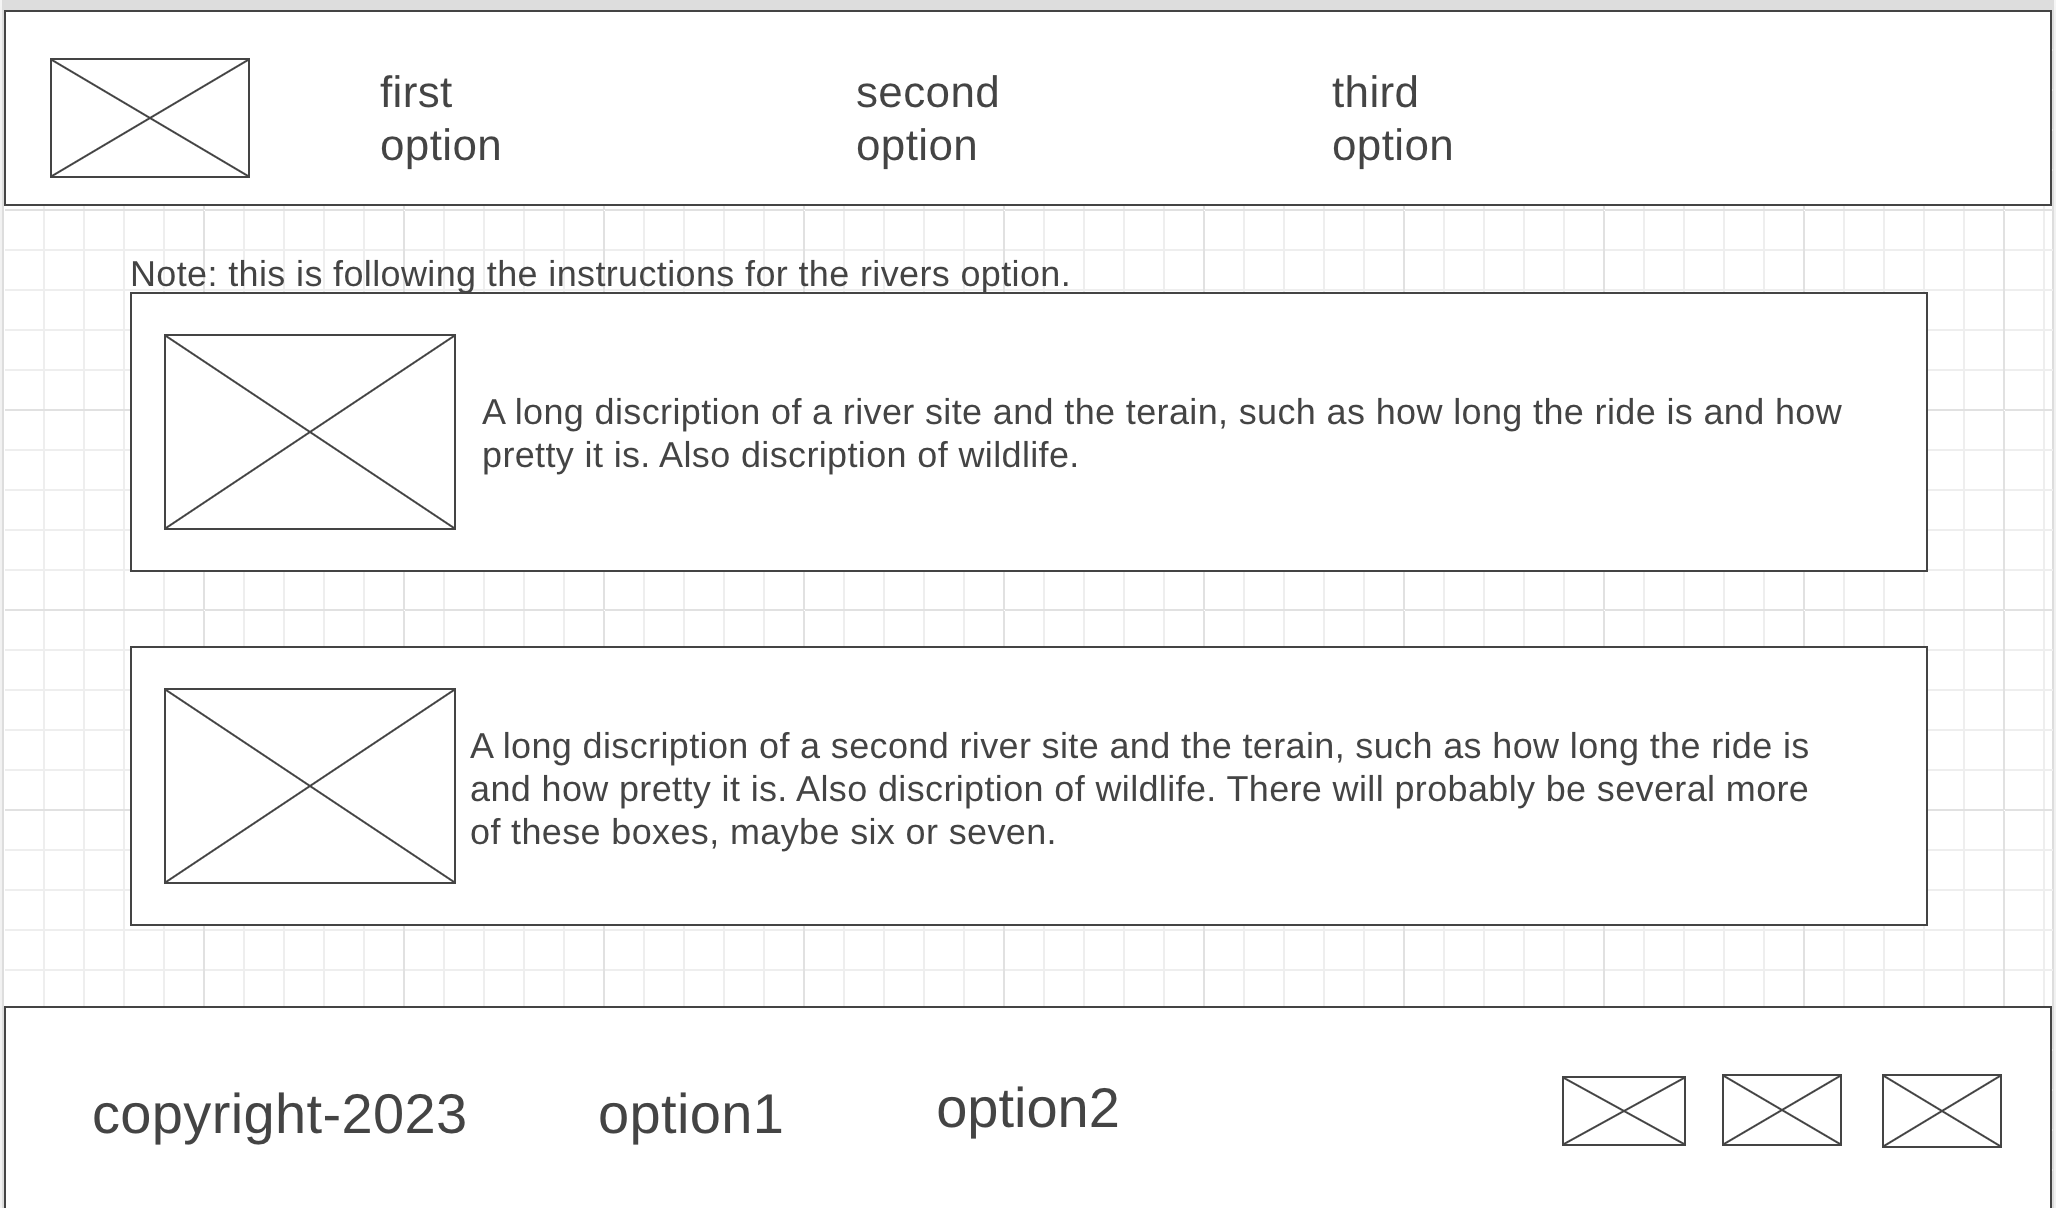 first
option
second
option
third
option
Note: this is following the instructions for the rivers option.
A long discription of a river site and the terain, such as how long the ride is and how
pretty it is. Also discription of wildlife.
A long discription of a second river site and the terain, such as how long the ride is
and how pretty it is. Also discription of wildlife. There will probably be several more
of these boxes, maybe six or seven.
copyright-2023
option1
option2